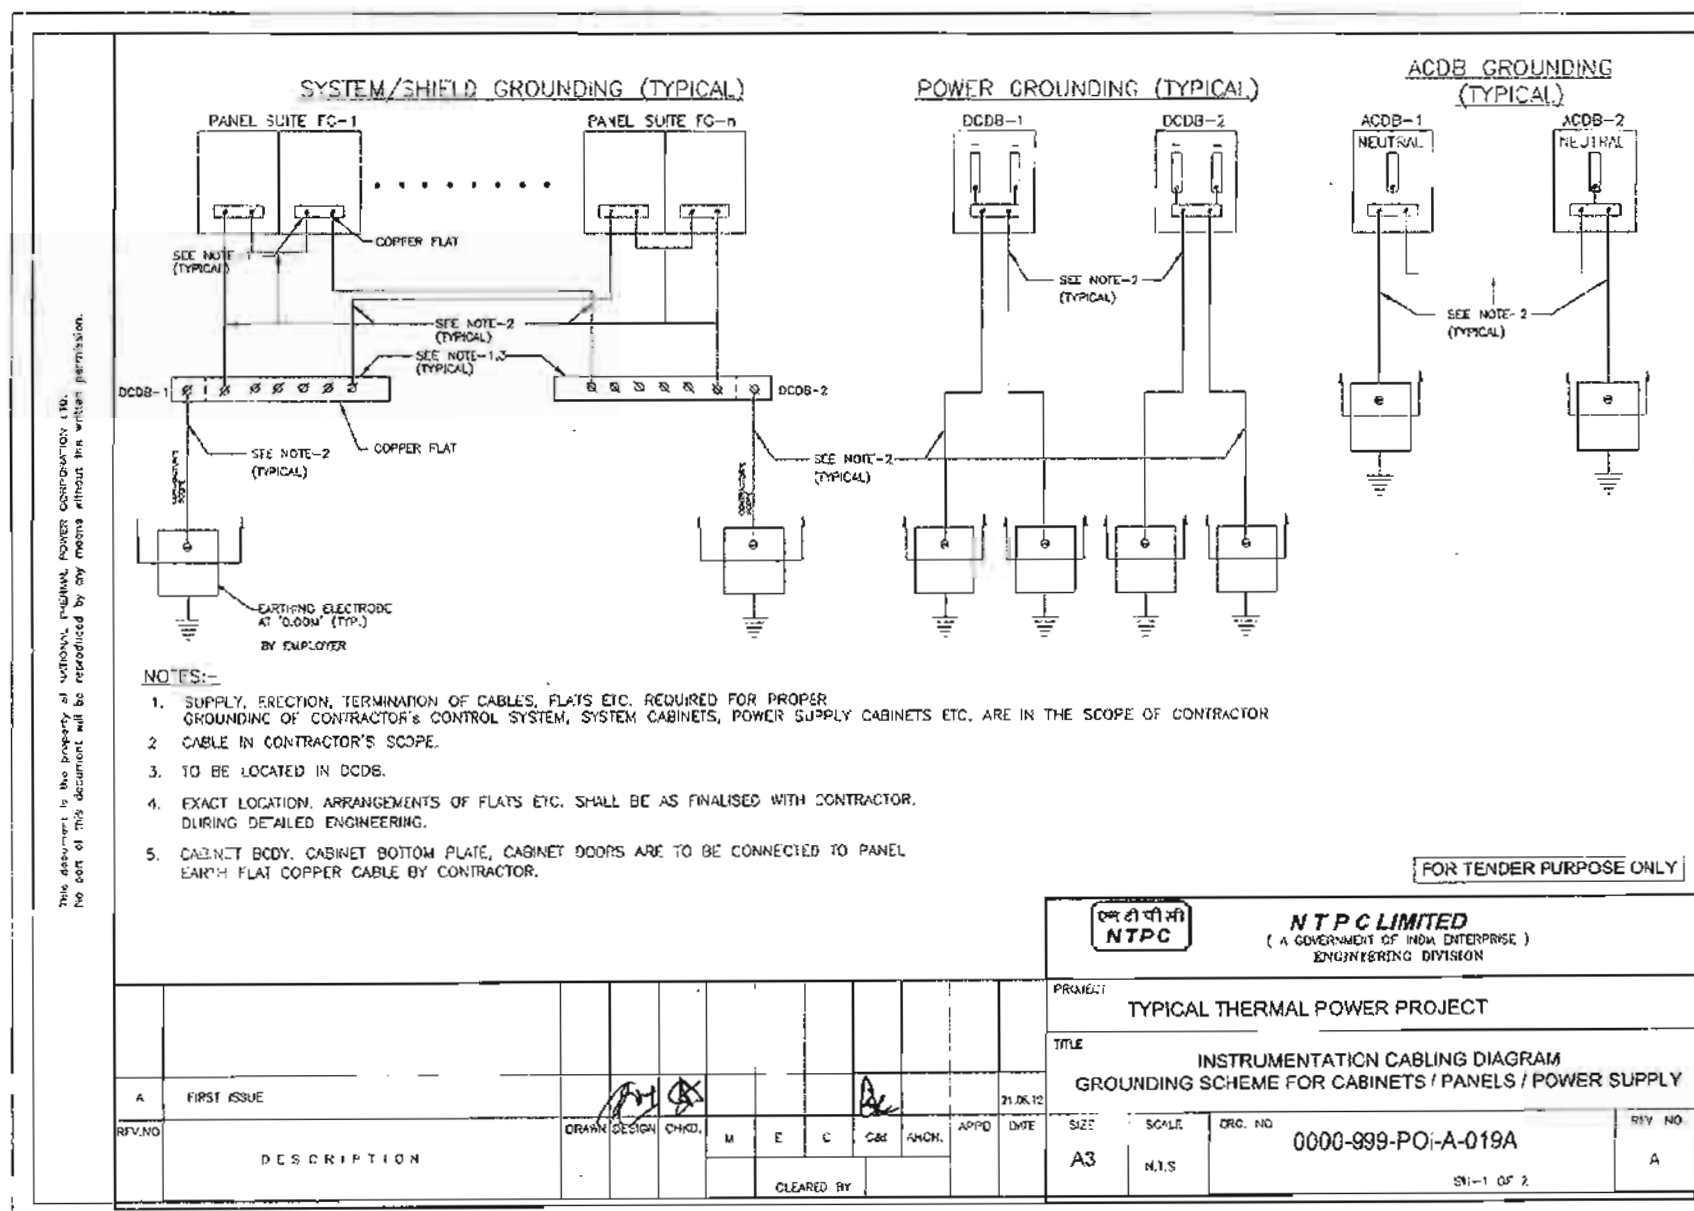 SYSTEM/SHIELD GROUNDING (TYPICAL)
POWER GROUNDING (TYPICAL)
ACDB GROUNDING
(TYPICAL)
PANEL SUITE FG-1
PANEL SUITE FG-n
DCDB-1
DCDB-2
ACDB-1
NEUTRAL
ACDB-2
NEUTRAL
COPPER FLAT
SEE NOTE-1
(TYPICAL)
SEE NOTE-2
(TYPICAL)
SEE NOTE-2
(TYPICAL)
SEE NOTE-2
(TYPICAL)
SEE NOTE-1,3
(TYPICAL)
DCDB-1
DCDB-2
SEE NOTE-2
(TYPICAL)
COPPER FLAT
SEE NOTE-2
(TYPICAL)
EARTHING ELECTRODE
AT '0.00M' (TYP.)
BY EMPLOYER
NOTES:-
1. SUPPLY, ERECTION, TERMINATION OF CABLES, FLATS ETC. REQUIRED FOR PROPER
GROUNDING OF CONTRACTOR's CONTROL SYSTEM, SYSTEM CABINETS, POWER SUPPLY CABINETS ETC. ARE IN THE SCOPE OF CONTRACTOR
2 CABLE IN CONTRACTOR'S SCOPE.
3. TO BE LOCATED IN DCDB.
4. EXACT LOCATION, ARRANGEMENTS OF FLATS ETC. SHALL BE AS FINALISED WITH CONTRACTOR.
DURING DETAILED ENGINEERING.
5. CABINET BODY, CABINET BOTTOM PLATE, CABINET DOORS ARE TO BE CONNECTED TO PANEL
EARTH FLAT COPPER CABLE BY CONTRACTOR.
This document is the property of NATIONAL THERMAL POWER CORPORATION LTD.
No part of this document will be reproduced by any means without the written permission.
FOR TENDER PURPOSE ONLY
एन टी पी सी
NTPC
NTPC LIMITED
( A GOVERNMENT OF INDIA ENTERPRISE )
ENGINEERING DIVISION
PROJECT
TYPICAL THERMAL POWER PROJECT
TITLE
INSTRUMENTATION CABLING DIAGRAM
GROUNDING SCHEME FOR CABINETS / PANELS / POWER SUPPLY
A FIRST ISSUE 21.06.12
REV.NO DESCRIPTION DRAWN DESIGN CHKD. M E C C&I ARCH. APPD DATE
CLEARED BY
SIZE
A3
SCALE
N.T.S
DRG. NO
0000-999-POI-A-019A
SH-1 OF 2
REV NO.
A